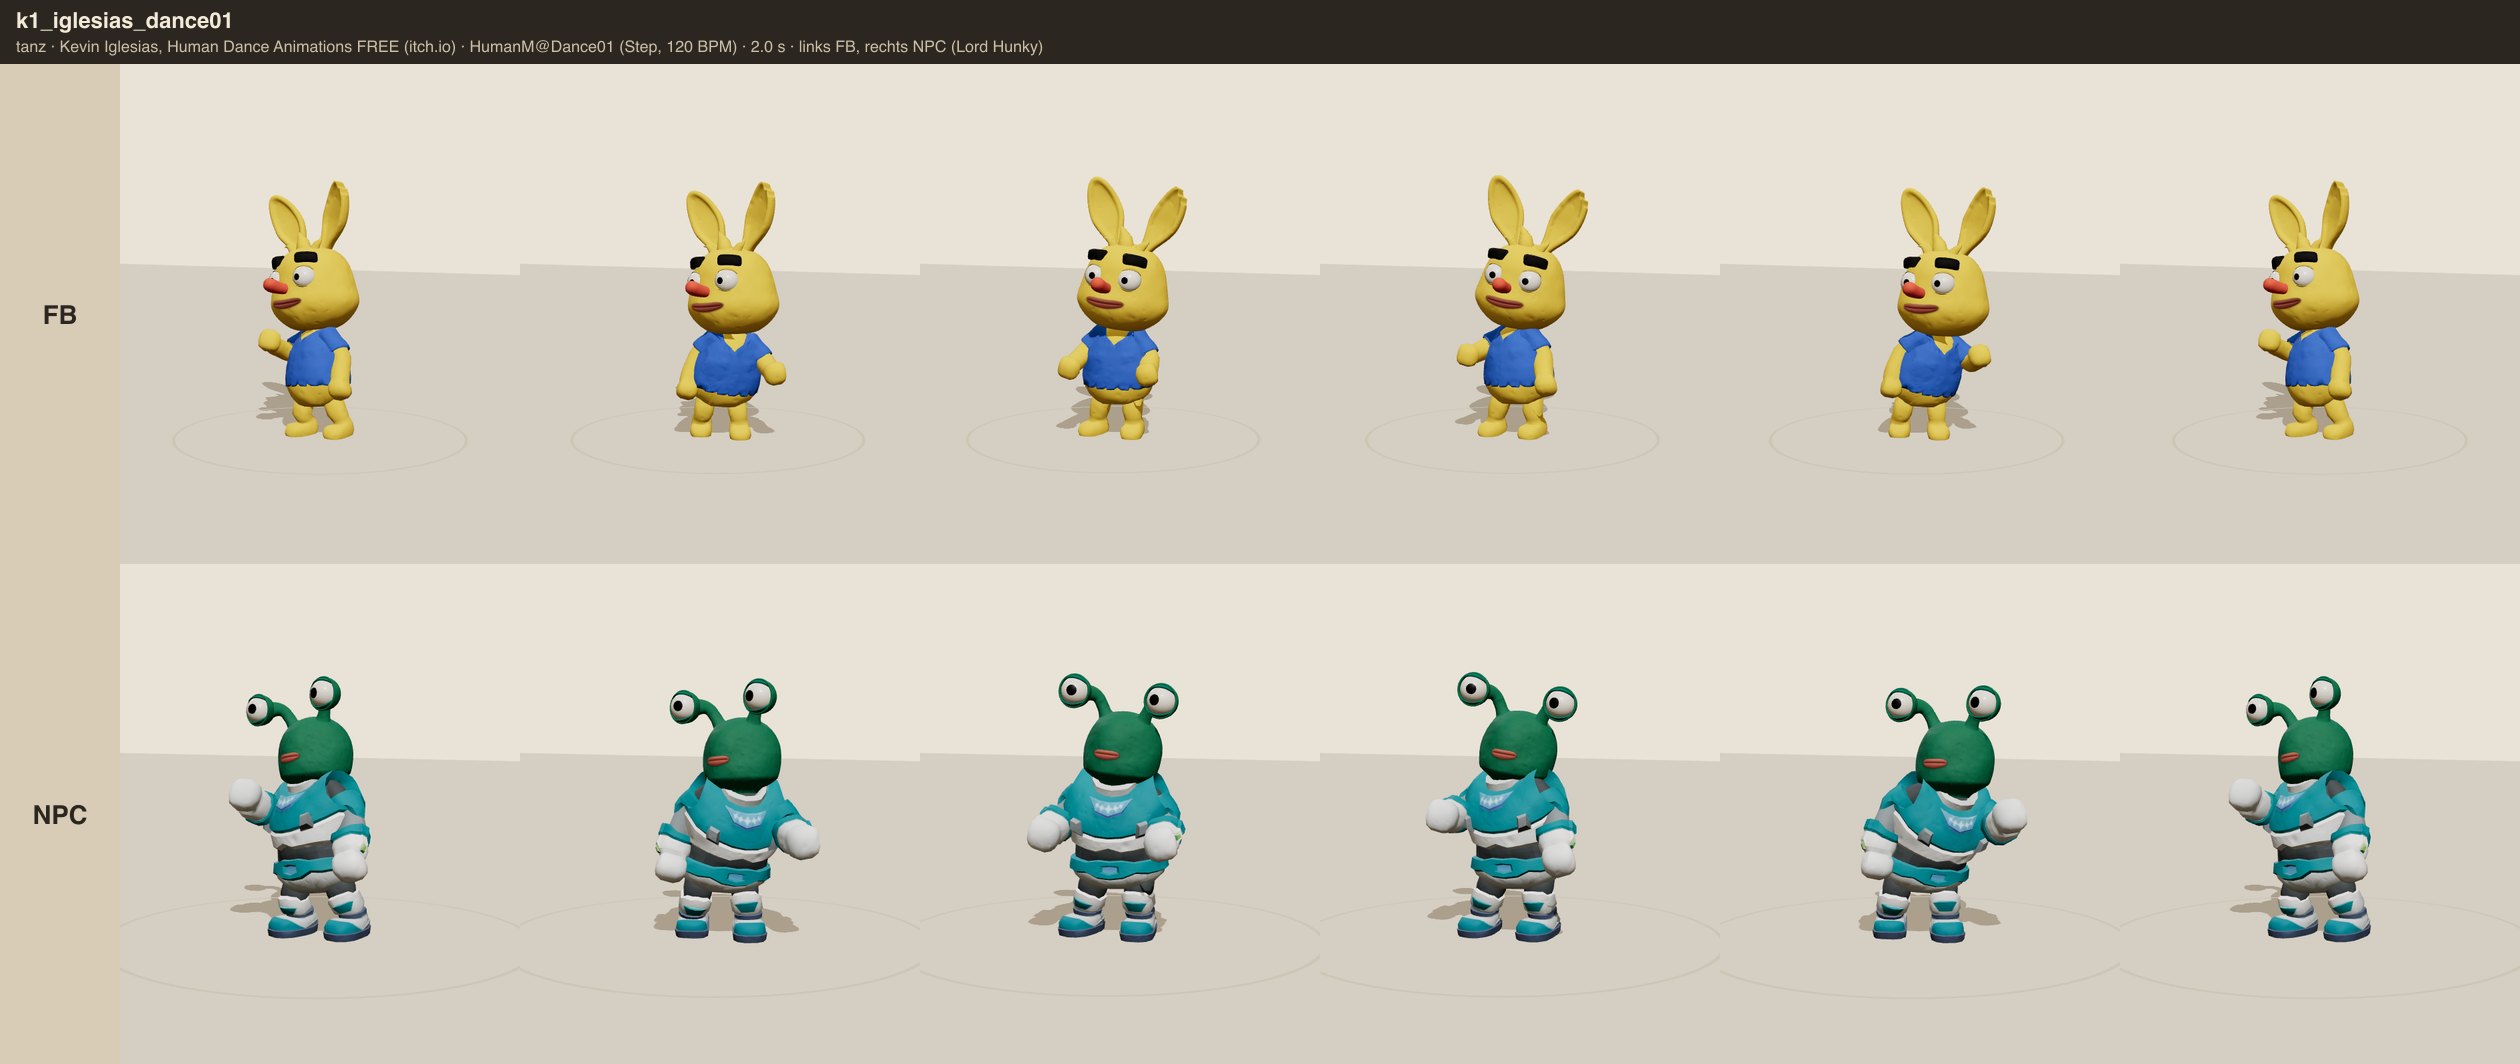 k1_iglesias_dance01
tanz · Kevin Iglesias, Human Dance Animations FREE (itch.io) · HumanM@Dance01 (Step, 120 BPM) · 2.0 s · links FB, rechts NPC (Lord Hunky)
FB
NPC